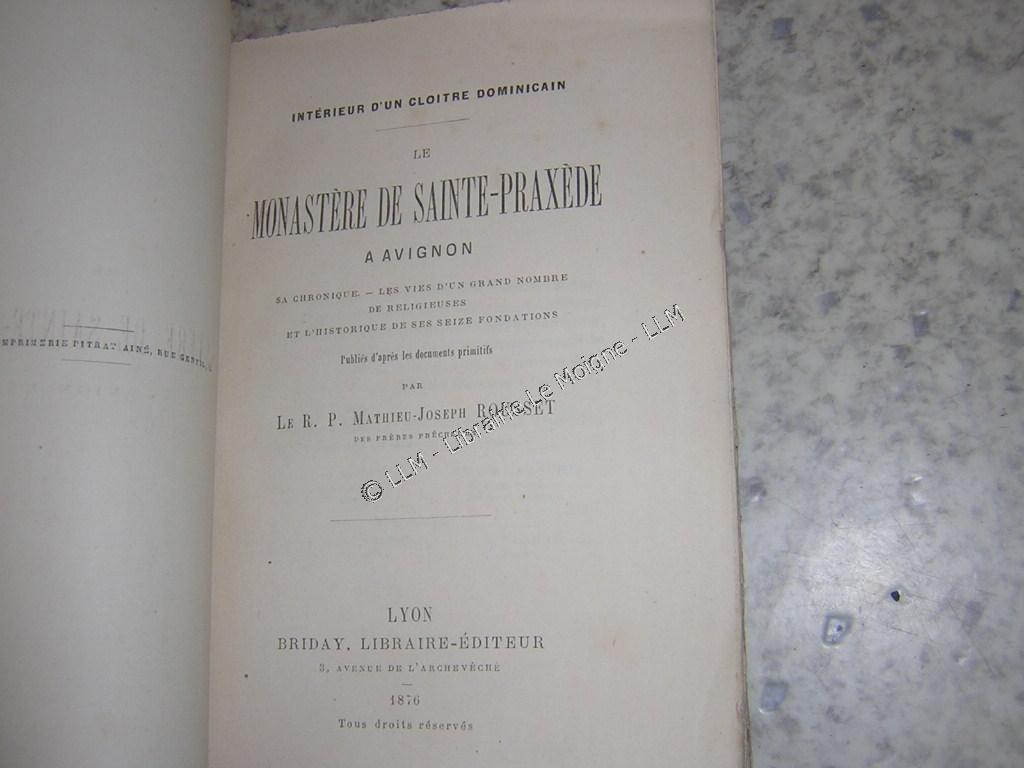 IMPRIMERIE PITRAT AINÉ, RUE GENTIL,
INTÉRIEUR D'UN CLOITRE DOMINICAIN
LE
MONASTÈRE DE SAINTE-PRAXÈDE
A AVIGNON
SA CHRONIQUE. — LES VIES D'UN GRAND NOMBRE
DE RELIGIEUSES
ET L'HISTORIQUE DE SES SEIZE FONDATIONS
Publiés d'après les documents primitifs
PAR
LE R. P. MATHIEU-JOSEPH ROUSSET
DES FRÈRES PRÊCHEURS
© LLM - Librairie Le Moigne - LLM
LYON
BRIDAY, LIBRAIRE-ÉDITEUR
3, AVENUE DE L'ARCHEVÊCHÉ
1876
Tous droits réservés